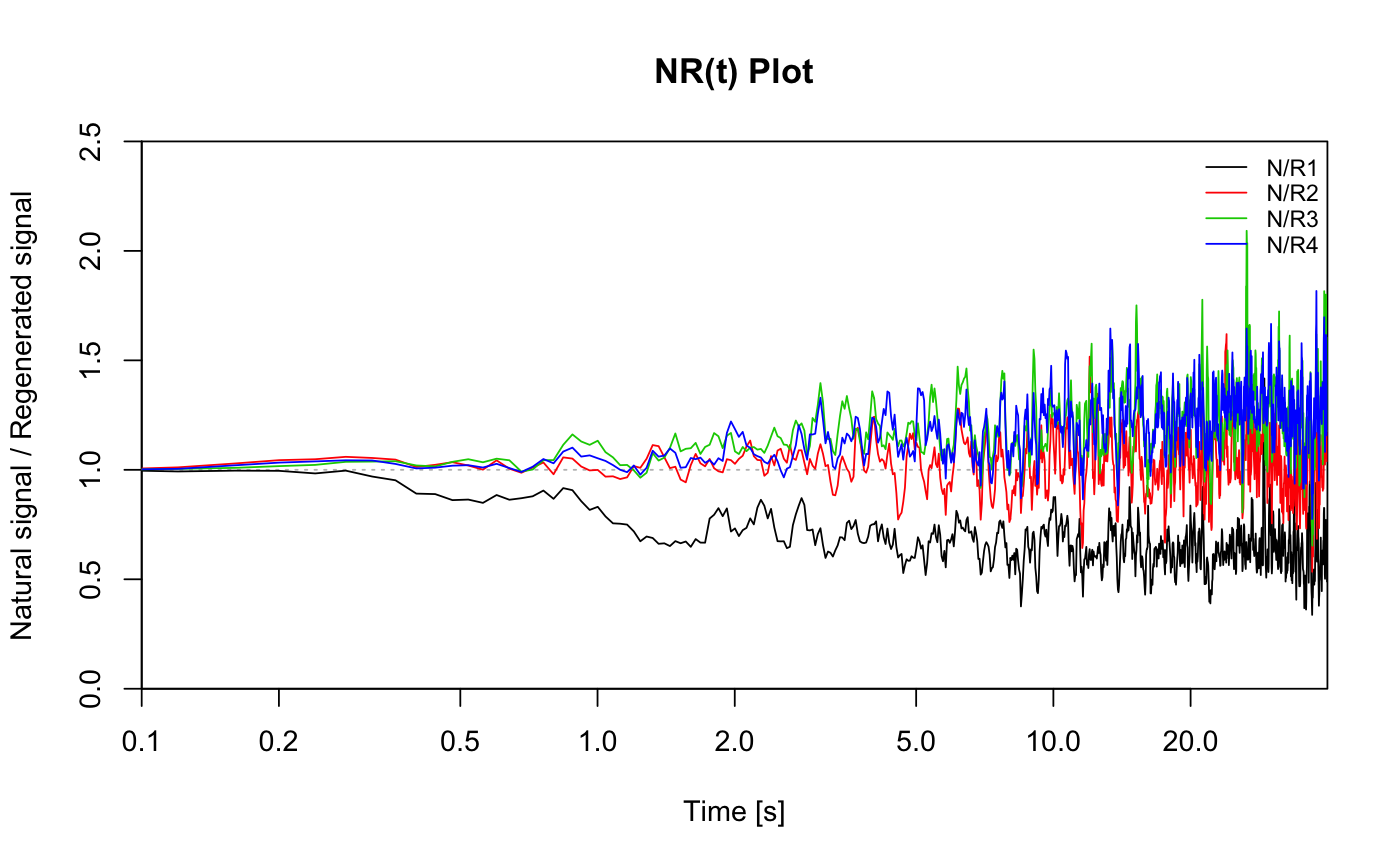 NR(t) Plot
Natural signal / Regenerated signal
2.5
2.0
1.5
1.0
0.5
0.0
N/R1
N/R2
N/R3
N/R4
0.1 0.2 0.5 1.0 2.0 5.0 10.0 20.0
Time [s]